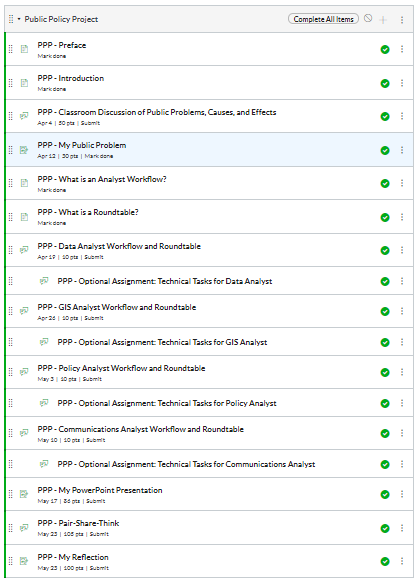 Public Policy Project
Complete All Items
PPP - Preface
Mark done
PPP - Introduction
Mark done
PPP - Classroom Discussion of Public Problems, Causes, and Effects
Apr 4 | 50 pts | Submit
PPP - My Public Problem
Apr 12 | 30 pts | Mark done
PPP - What is an Analyst Workflow?
Mark done
PPP - What is a Roundtable?
Mark done
PPP - Data Analyst Workflow and Roundtable
Apr 19 | 10 pts | Submit
PPP - Optional Assignment: Technical Tasks for Data Analyst
PPP - GIS Analyst Workflow and Roundtable
Apr 26 | 10 pts | Submit
PPP - Optional Assignment: Technical Tasks for GIS Analyst
PPP - Policy Analyst Workflow and Roundtable
May 3 | 10 pts | Submit
PPP - Optional Assignment: Technical Tasks for Policy Analyst
PPP - Communications Analyst Workflow and Roundtable
May 10 | 10 pts | Submit
PPP - Optional Assignment: Technical Tasks for Communications Analyst
PPP - My PowerPoint Presentation
May 17 | 86 pts | Submit
PPP - Pair-Share-Think
May 23 | 105 pts | Submit
PPP - My Reflection
May 23 | 100 pts | Submit